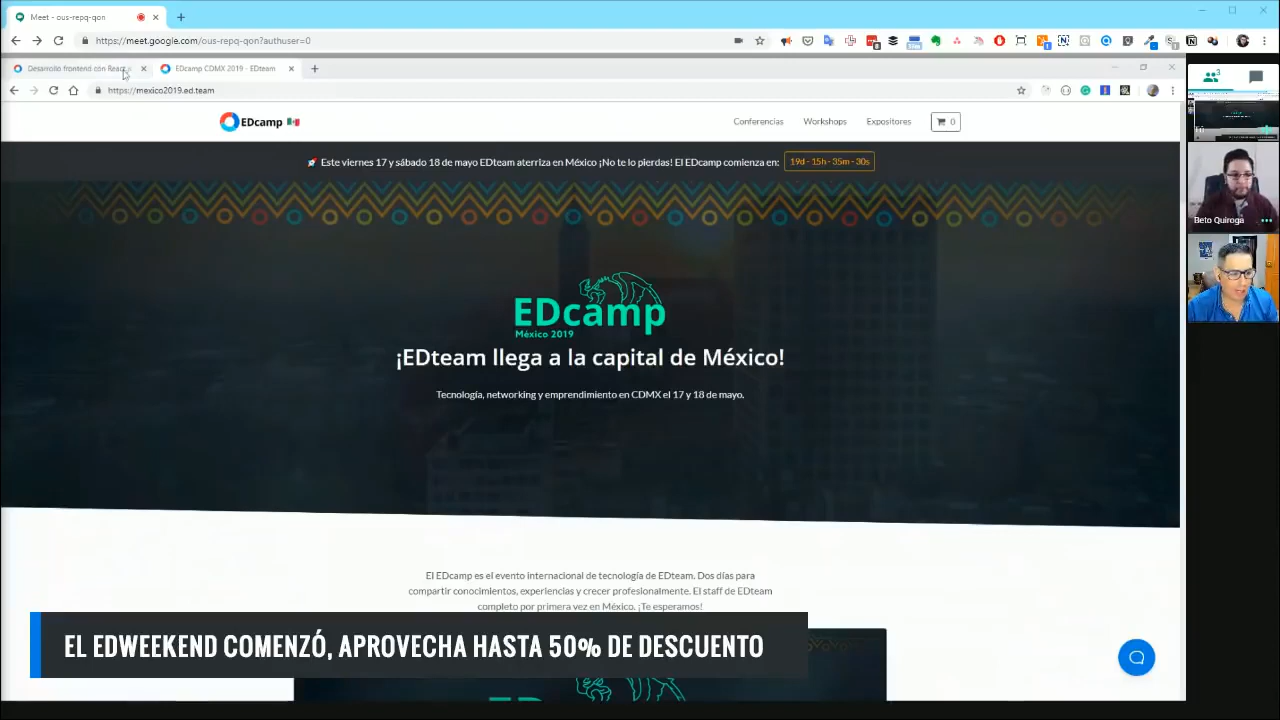 Meet - ous-repq-qon
https://meet.google.com/ous-repq-qon?authuser=0
Desarrollo frontend con React
EDcamp CDMX 2019 - EDteam
https://mexico2019.ed.team
EDcamp
Conferencias
Workshops
Expositores
0
Este viernes 17 y sábado 18 de mayo EDteam aterriza en México ¡No te lo pierdas! El EDcamp comienza en:
19d - 15h - 35m - 30s
EDcamp
México 2019
¡EDteam llega a la capital de México!
Tecnología, networking y emprendimiento en CDMX el 17 y 18 de mayo.
El EDcamp es el evento internacional de tecnología de EDteam. Dos días para
compartir conocimientos, experiencias y crecer profesionalmente. El staff de EDteam
completo por primera vez en México. ¡Te esperamos!
EL EDWEEKEND COMENZÓ, APROVECHA HASTA 50% DE DESCUENTO
3
Beto Quiroga